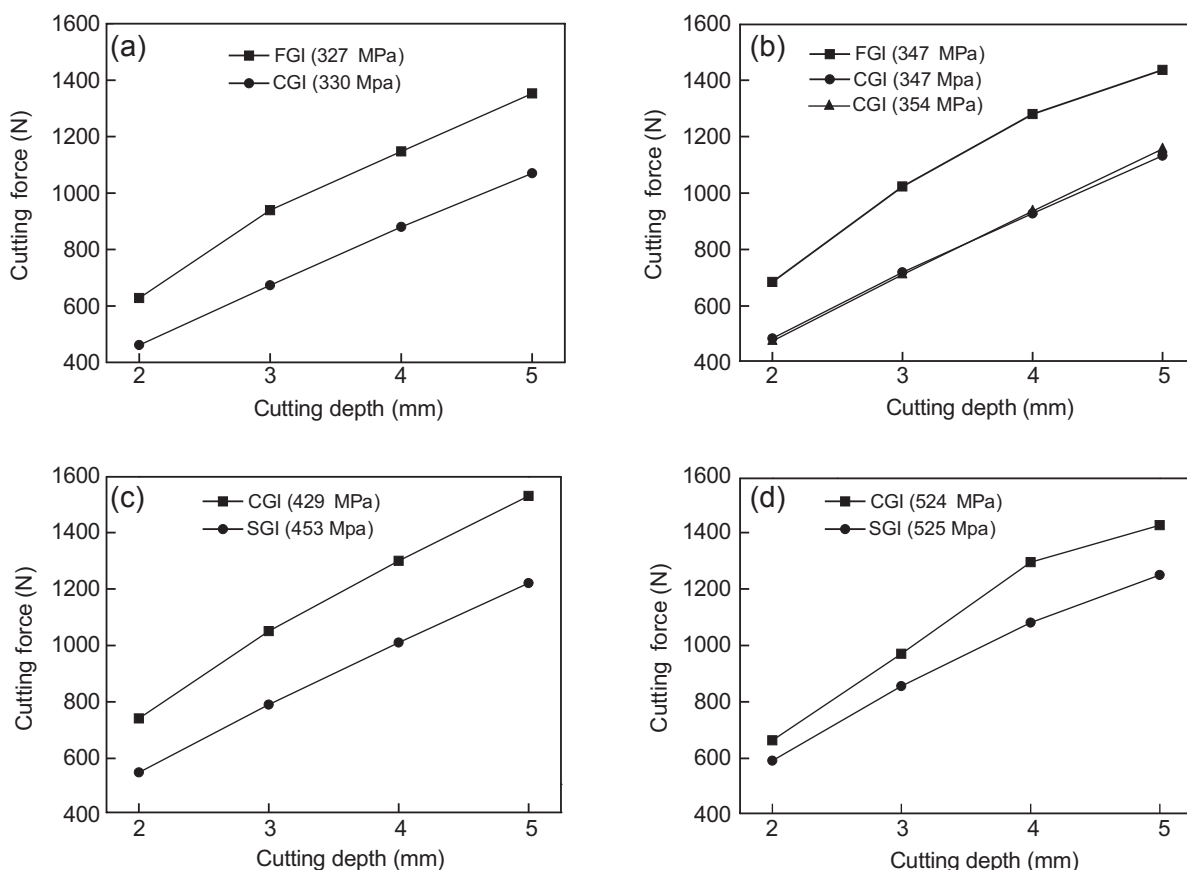 (a)
FGI (327 MPa)
CGI (330 Mpa)
1600
1400
1200
1000
800
600
400
Cutting force (N)
2 3 4 5
Cutting depth (mm)
(b)
FGI (347 MPa)
CGI (347 Mpa)
CGI (354 MPa)
1600
1400
1200
1000
800
600
400
Cutting force (N)
2 3 4 5
Cutting depth (mm)
(c)
CGI (429 MPa)
SGI (453 Mpa)
1600
1400
1200
1000
800
600
400
Cutting force (N)
2 3 4 5
Cutting depth (mm)
(d)
CGI (524 MPa)
SGI (525 Mpa)
1600
1400
1200
1000
800
600
400
Cutting force (N)
2 3 4 5
Cutting depth (mm)